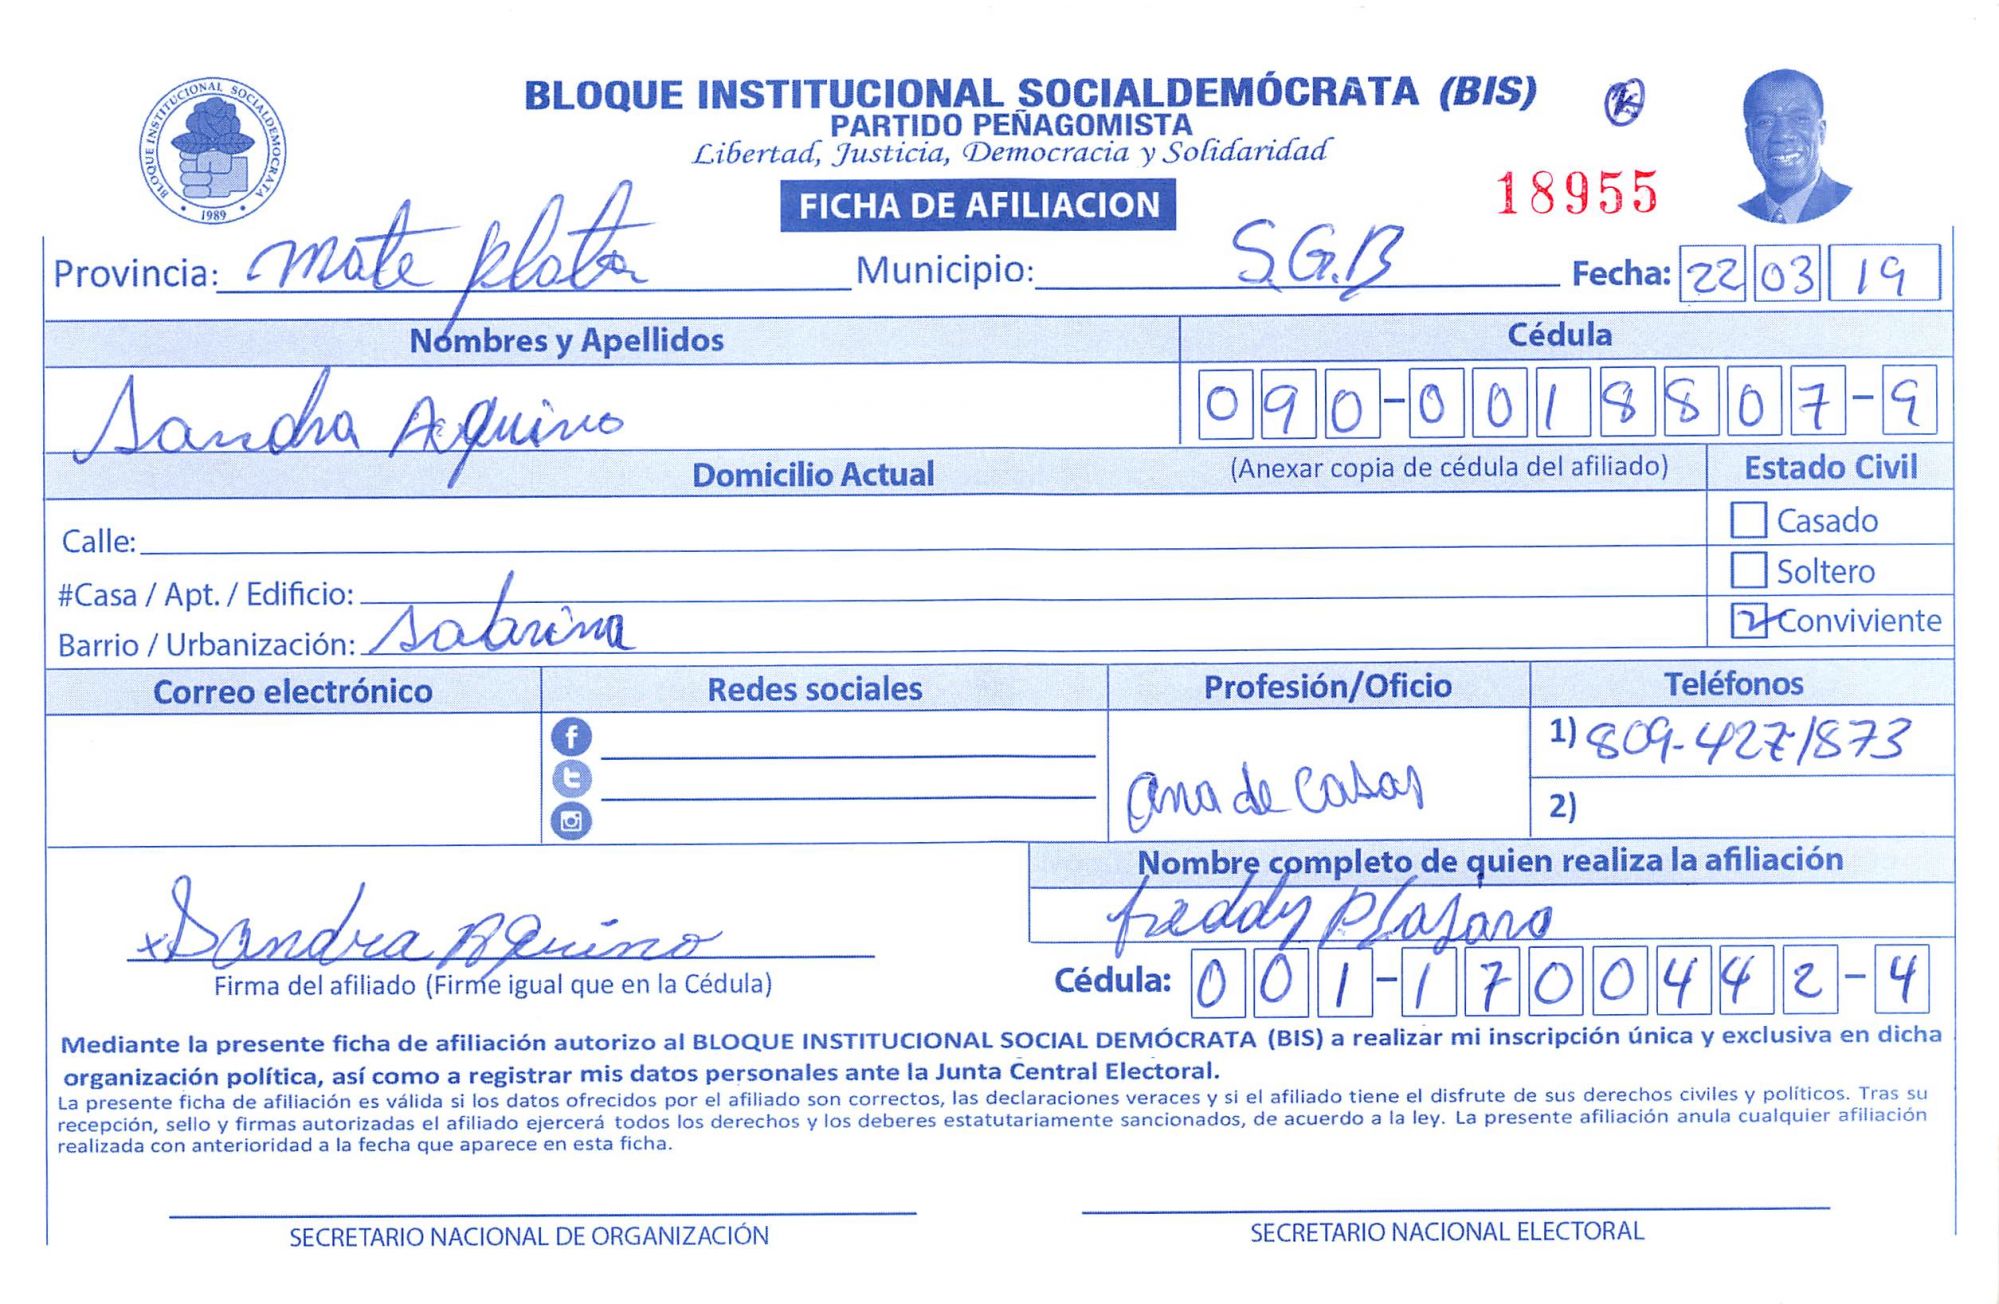 BLOQUE INSTITUCIONAL SOCIALDEMÓCRATA (BIS)
PARTIDO PEÑAGOMISTA
Libertad, Justicia, Democracia y Solidaridad
BLOQUE INSTITUCIONAL SOCIALDEMOCRATA
1989
FICHA DE AFILIACION
18955
Provincia: Mote plata Municipio: S.G.B Fecha: 22 03 19
Nombres y Apellidos Cédula
Sandra Aquino 090-0018807-9
Domicilio Actual (Anexar copia de cédula del afiliado) Estado Civil
Calle: Casado
#Casa / Apt. / Edificio: Soltero
Barrio / Urbanización: Sabrina Conviviente
Correo electrónico Redes sociales Profesión/Oficio Teléfonos
1) 809-427-1873
ama de casas
2)
Nombre completo de quien realiza la afiliación
freddy
xSandra Aquino
Firma del afiliado (Firme igual que en la Cédula) Cédula: 001-1700442-4
Mediante la presente ficha de afiliación autorizo al BLOQUE INSTITUCIONAL SOCIAL DEMÓCRATA (BIS) a realizar mi inscripción única y exclusiva en dicha
organización política, así como a registrar mis datos personales ante la Junta Central Electoral.
La presente ficha de afiliación es válida si los datos ofrecidos por el afiliado son correctos, las declaraciones veraces y si el afiliado tiene el disfrute de sus derechos civiles y políticos. Tras su
recepción, sello y firmas autorizadas el afiliado ejercerá todos los derechos y los deberes estatutariamente sancionados, de acuerdo a la ley. La presente afiliación anula cualquier afiliación
realizada con anterioridad a la fecha que aparece en esta ficha.
SECRETARIO NACIONAL DE ORGANIZACIÓN SECRETARIO NACIONAL ELECTORAL